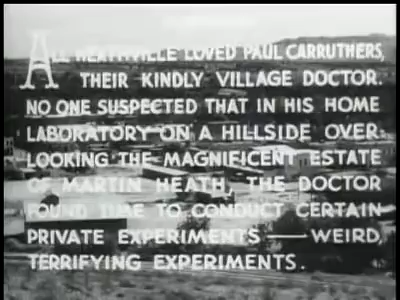 ALL HEATHVILLE LOVED PAUL CARRUTHERS,
THEIR KINDLY VILLAGE DOCTOR.
NO ONE SUSPECTED THAT IN HIS HOME
LABORATORY ON A HILLSIDE OVER-
LOOKING THE MAGNIFICENT ESTATE
OF MARTIN HEATH, THE DOCTOR
FOUND TIME TO CONDUCT CERTAIN
PRIVATE EXPERIMENTS — WEIRD,
TERRIFYING EXPERIMENTS.